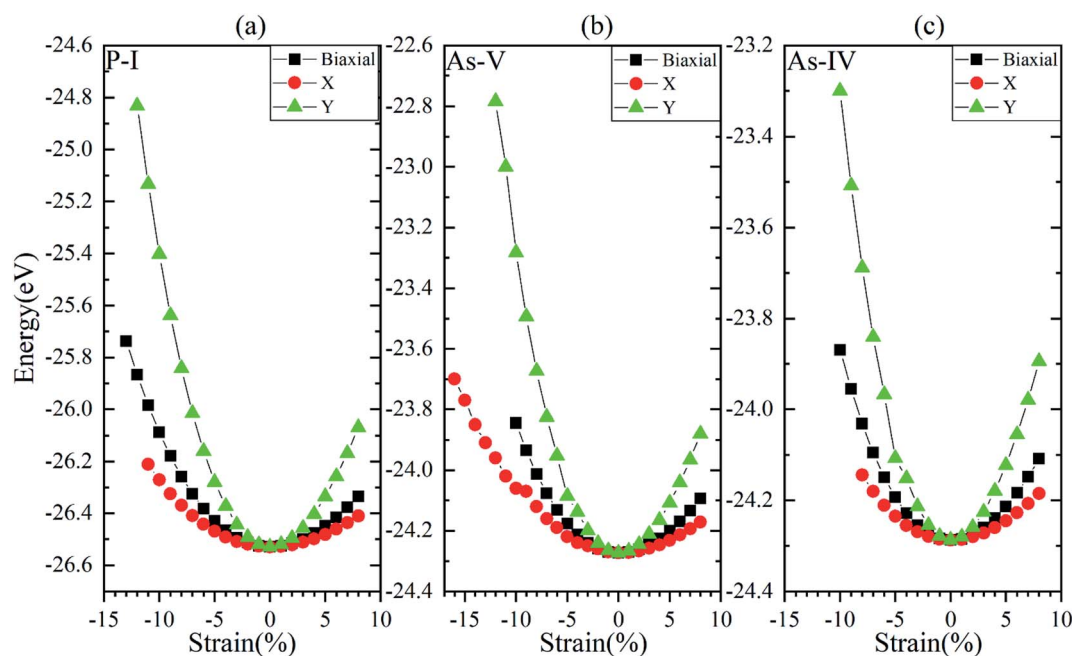 (a)
P-I
Biaxial
X
Y
-24.6
-24.8
-25.0
-25.2
-25.4
-25.6
-25.8
-26.0
-26.2
-26.4
-26.6
Energy(eV)
-15 -10 -5 0 5 10
Strain(%)
(b)
As-V
Biaxial
X
Y
-22.6
-22.8
-23.0
-23.2
-23.4
-23.6
-23.8
-24.0
-24.2
-24.4
-15 -10 -5 0 5 10
Strain(%)
(c)
As-IV
Biaxial
X
Y
-23.2
-23.4
-23.6
-23.8
-24.0
-24.2
-24.4
-15 -10 -5 0 5 10
Strain(%)